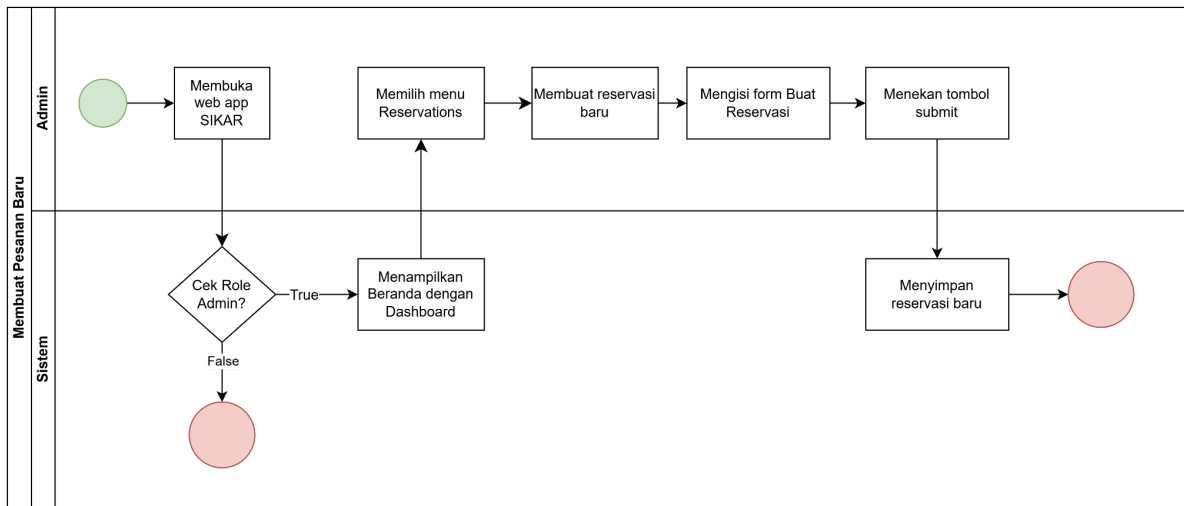 Membuat Pesanan Baru
Admin
Membuka
web app
SIKAR
Memilih menu
Reservations
Membuat reservasi
baru
Mengisi form Buat
Reservasi
Menekan tombol
submit
Sistem
Cek Role
Admin?
True
False
Menampilkan
Beranda dengan
Dashboard
Menyimpan
reservasi baru